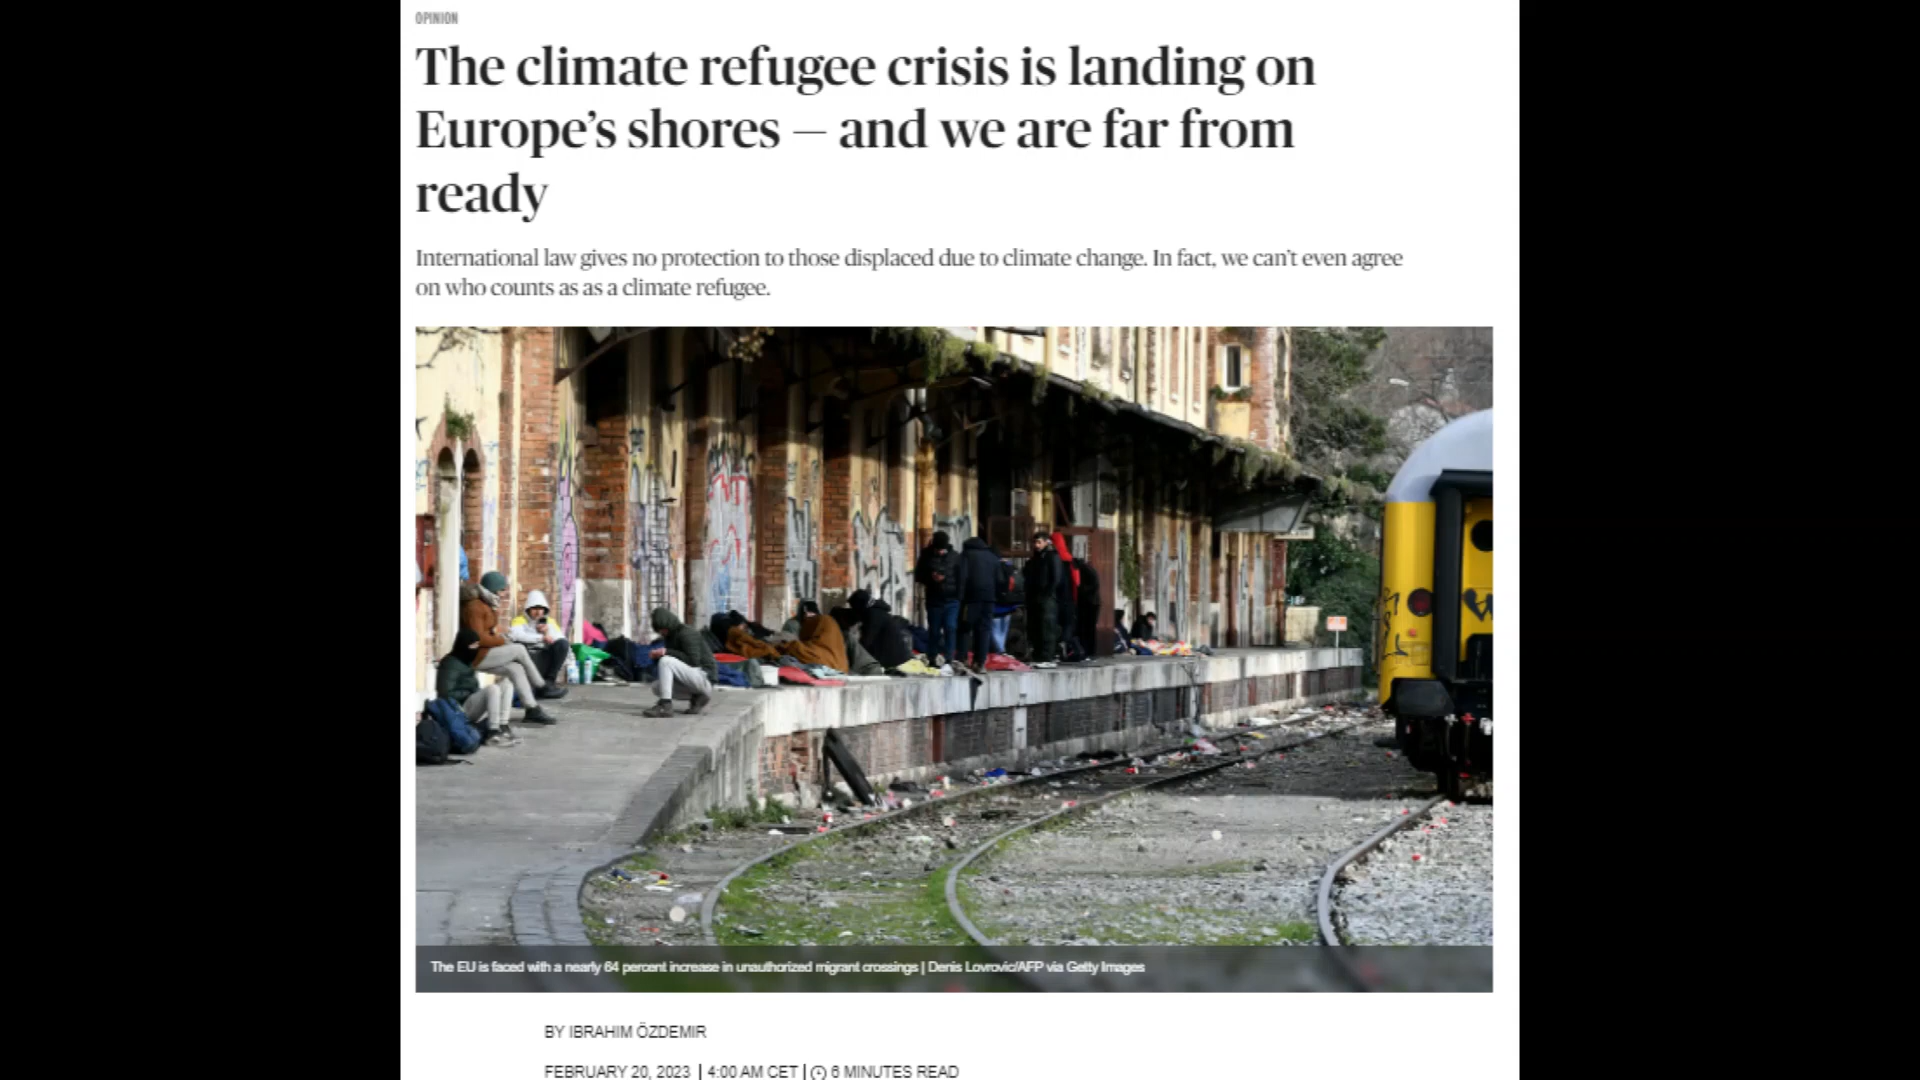 OPINION
The climate refugee crisis is landing on
Europe's shores — and we are far from
ready
International law gives no protection to those displaced due to climate change. In fact, we can't even agree
on who counts as as a climate refugee.
The EU is faced with a nearly 64 percent increase in unauthorized migrant crossings | Denis Lovrovic/AFP via Getty Images
BY IBRAHIM ÖZDEMIR
FEBRUARY 20, 2023 | 4:00 AM CET | 6 MINUTES READ